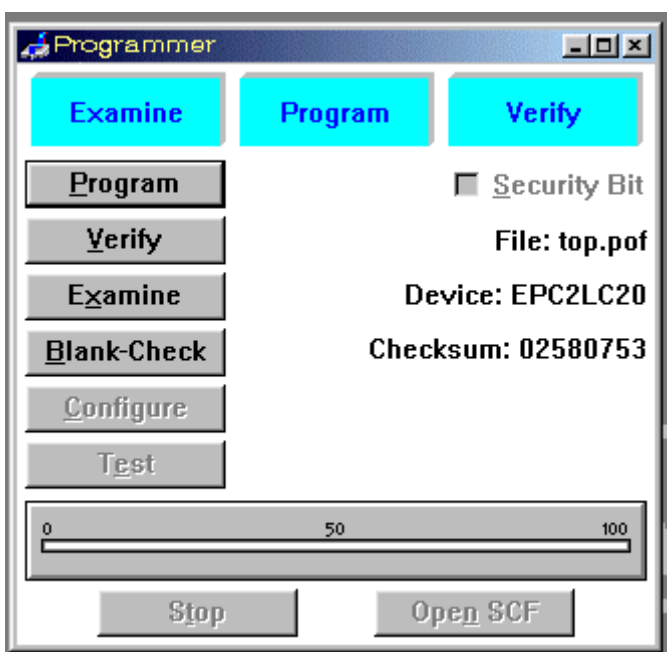 Programmer
Examine Program Verify
Program Security Bit
Verify File: top.pof
Examine Device: EPC2LC20
Blank-Check Checksum: 02580753
Configure
Test
0 50 100
Stop Open SCF